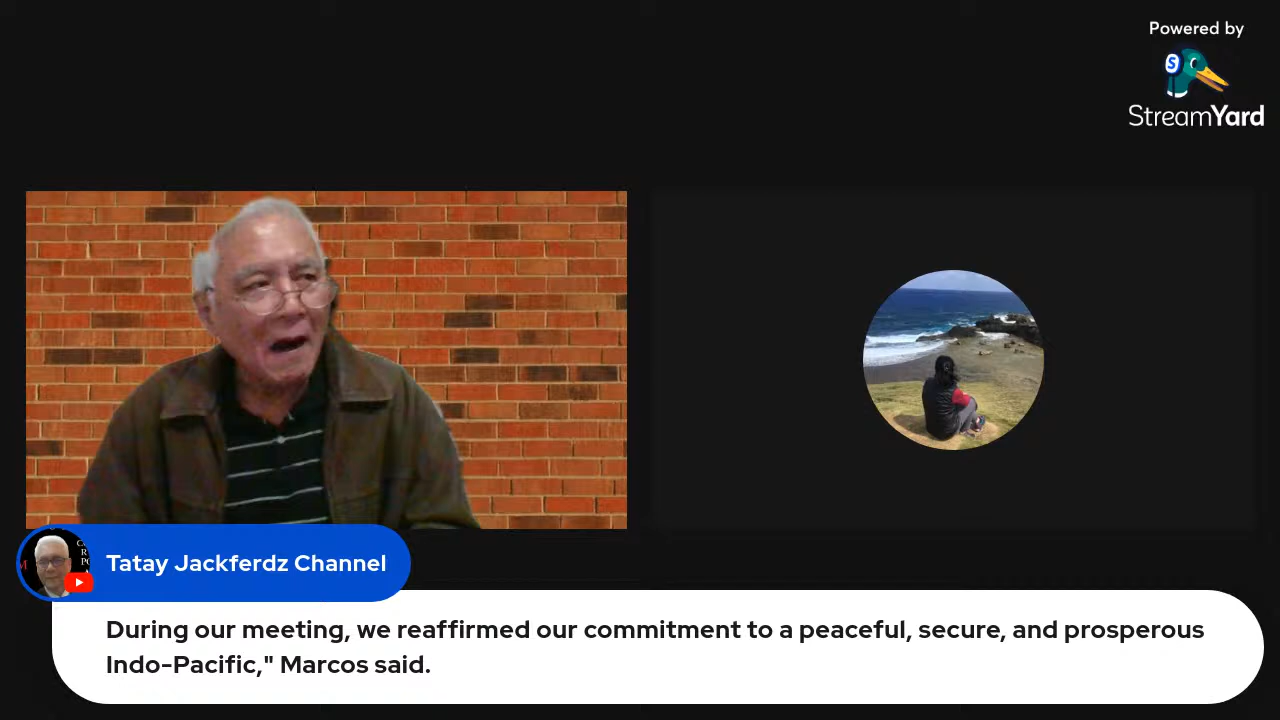 Powered by
S
StreamYard
Tatay Jackferdz Channel
During our meeting, we reaffirmed our commitment to a peaceful, secure, and prosperous
Indo-Pacific," Marcos said.